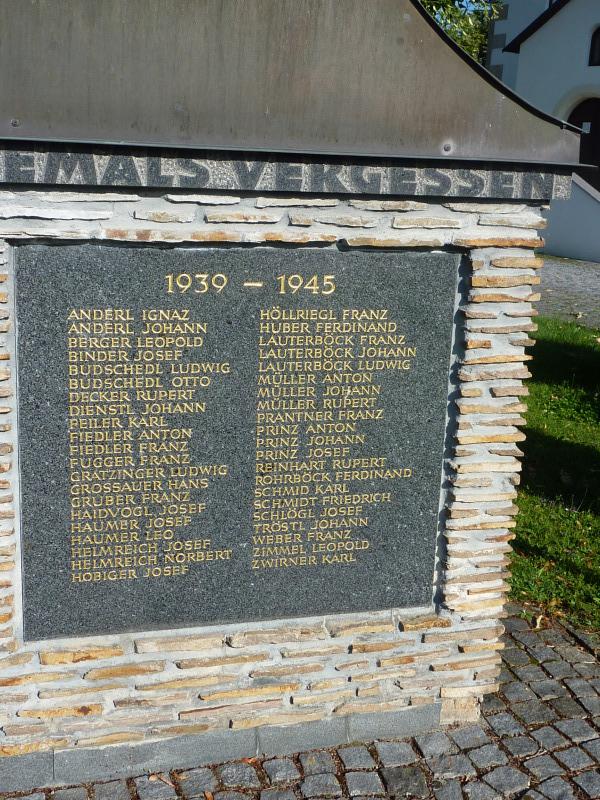 EMALS VERGESSEN
1939 – 1945
ANDERL IGNAZ
ANDERL JOHANN
BERGER LEOPOLD
BINDER JOSEF
BUDSCHEDL LUDWIG
BUDSCHEDL OTTO
DECKER RUPERT
DIENSTL JOHANN
FEILER KARL
FIEDLER ANTON
FIEDLER FRANZ
FUGGER FRANZ
GRATZINGER LUDWIG
GROSSAUER HANS
GRUBER FRANZ
HAIDVOGL JOSEF
HAUMER JOSEF
HAUMER LEO
HELMREICH JOSEF
HELMREICH NORBERT
HOBIGER JOSEF
HÖLLRIEGL FRANZ
HUBER FERDINAND
LAUTERBÖCK FRANZ
LAUTERBÖCK JOHANN
LAUTERBÖCK LUDWIG
MÜLLER ANTON
MÜLLER JOHANN
MÜLLER RUPERT
PRANTNER FRANZ
PRINZ ANTON
PRINZ JOHANN
PRINZ JOSEF
REINHART RUPERT
ROHRBÖCK FERDINAND
SCHMID KARL
SCHMIDT FRIEDRICH
SCHLÖGL JOSEF
TRÖSTL JOHANN
WEBER FRANZ
ZIMMEL LEOPOLD
ZWIRNER KARL